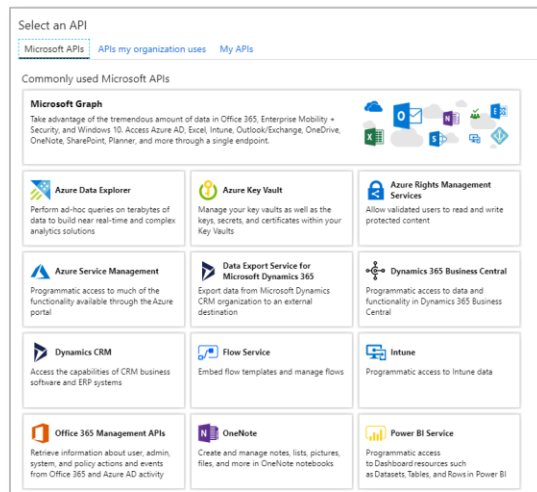 Select an API
Microsoft APIs
APIs my organization uses
My APIs
Commonly used Microsoft APIs
Microsoft Graph
Take advantage of the tremendous amount of data in Office 365, Enterprise Mobility +
Security, and Windows 10. Access Azure AD, Excel, Intune, Outlook/Exchange, OneDrive,
OneNote, SharePoint, Planner, and more through a single endpoint.
Azure Data Explorer
Perform ad-hoc queries on terabytes of
data to build near real-time and complex
analytics solutions
Azure Key Vault
Manage your key vaults as well as the
keys, secrets, and certificates within your
Key Vaults
Azure Rights Management
Services
Allow validated users to read and write
protected content
Azure Service Management
Programmatic access to much of the
functionality available through the Azure
portal
Data Export Service for
Microsoft Dynamics 365
Export data from Microsoft Dynamics
CRM organization to an external
destination
Dynamics 365 Business Central
Programmatic access to data and
functionality in Dynamics 365 Business
Central
Dynamics CRM
Access the capabilities of CRM business
software and ERP systems
Flow Service
Embed flow templates and manage flows
Intune
Programmatic access to Intune data
Office 365 Management APIs
Retrieve information about user, admin,
system, and policy actions and events
from Office 365 and Azure AD activity
OneNote
Create and manage notes, lists, pictures,
files, and more in OneNote notebooks
Power BI Service
Programmatic access
to Dashboard resources such
as Datasets, Tables, and Rows in Power BI